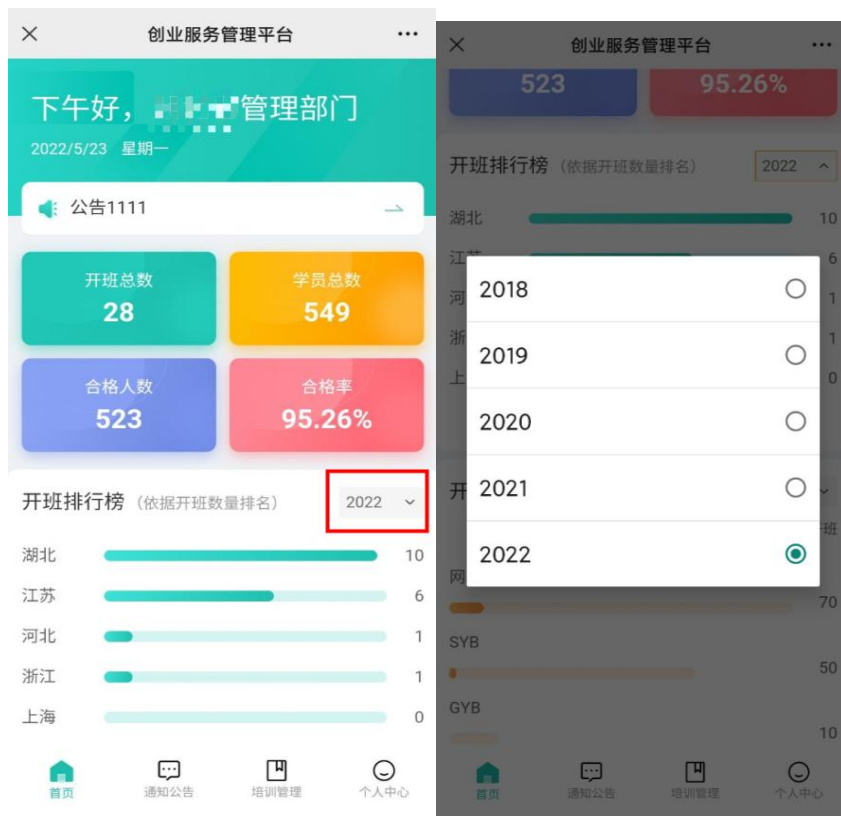 创业服务管理平台
下午好，
管理部门
2022/5/23 星期一
公告1111
开班总数
28
学员总数
549
合格人数
523
合格率
95.26%
开班排行榜（依据开班数量排名） 2022
湖北 10
江苏 6
河北 1
浙江 1
上海 0
首页 通知公告 培训管理 个人中心
创业服务管理平台
523 95.26%
开班排行榜（依据开班数量排名） 2022
湖北 10
江 6
河 1
浙 1
上 0
2018
2019
2020
2021
2022
开
班
网
70
SYB
50
GYB
10
首页 通知公告 培训管理 个人中心